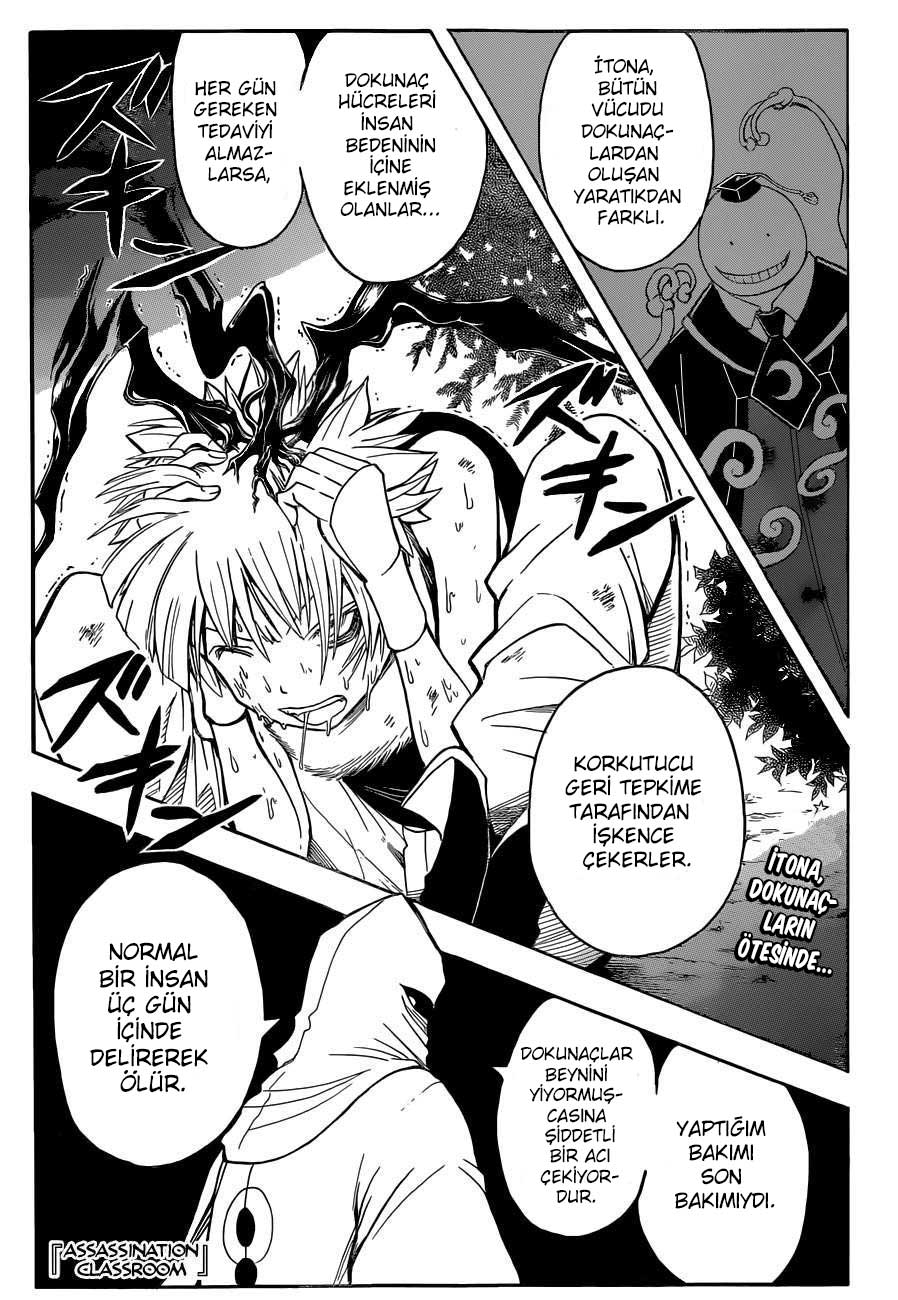 İTONA,
BÜTÜN
VÜCUDU
DOKUNAÇ-
LARDAN
OLUŞAN
YARATIKDAN
FARKLI.
DOKUNAÇ
HÜCRELERİ
İNSAN
BEDENİNİN
İÇİNE
EKLENMİŞ
OLANLAR...
HER GÜN
GEREKEN
TEDAVİYİ
ALMAZ-
LARSA,
ズキン
ズキン
ズキン
KORKUTUCU
GERİ TEPKİME
TARAFINDAN
İŞKENCE
ÇEKERLER.
İTONA,
DOKUNAÇ-
LARIN
ÖTESİNDE...
YAPTIĞIM
BAKIMI
SON
BAKIMIYDI.
DOKUNAÇLAR
BEYNİNİ
YİYORMUŞ-
CASINA
ŞİDDETLİ
BİR ACI
ÇEKİYOR-
DUR.
NORMAL
BİR İNSAN
ÜÇ GÜN
İÇİNDE
DELİREREK
ÖLÜR.
『ASSASSINATION
CLASSROOM』